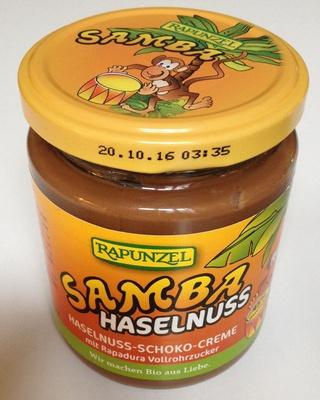 RAPUNZEL
SAMBA
20.10.16 03:35
RAPUNZEL
SAMBA
HASELNUSS
HASELNUSS-SCHOKO-CREME
mit Rapadura Vollrohrzucker
Wir machen Bio aus Liebe.